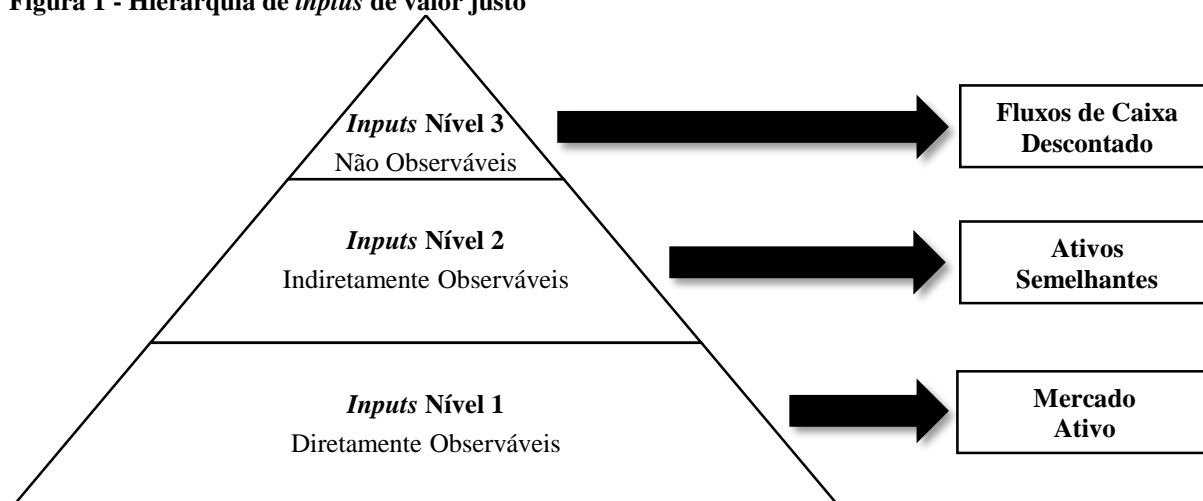 Figura 1 - Hierarquia de inptus de valor justo
Inputs Nível 3
Não Observáveis
Fluxos de Caixa
Descontado
Inputs Nível 2
Indiretamente Observáveis
Ativos
Semelhantes
Inputs Nível 1
Diretamente Observáveis
Mercado
Ativo